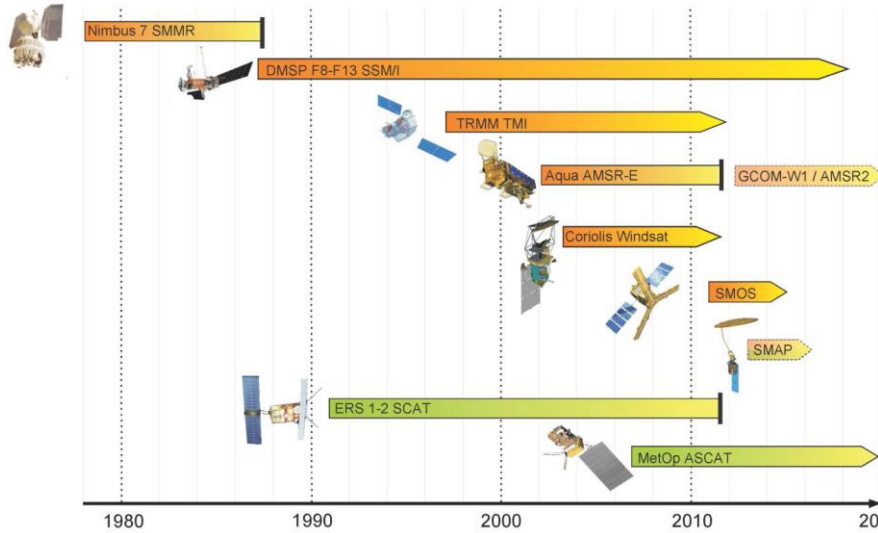 Nimbus 7 SMMR
DMSP F8-F13 SSM/I
TRMM TMI
Aqua AMSR-E
GCOM-W1 / AMSR2
Coriolis Windsat
SMOS
SMAP
ERS 1-2 SCAT
MetOp ASCAT
1980 1990 2000 2010 20